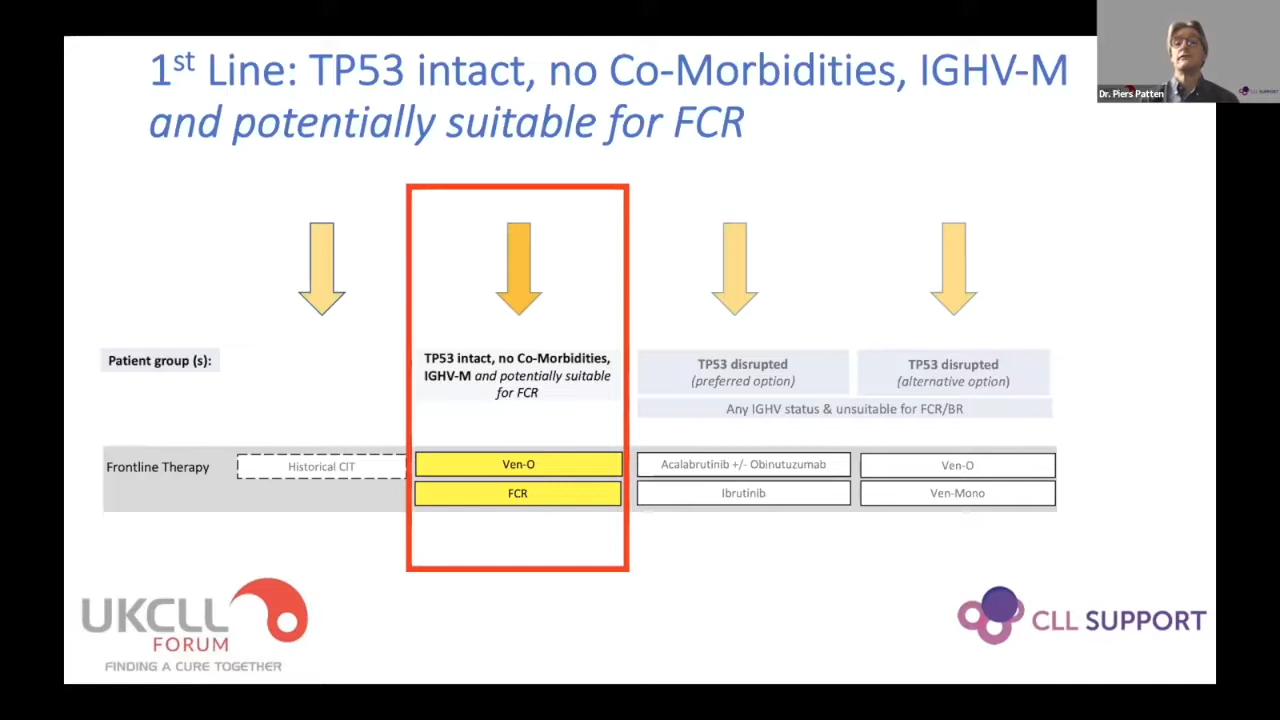 1st Line: TP53 intact, no Co-Morbidities, IGHV-M
and potentially suitable for FCR
Dr. Piers Patten
CLL SUPPORT
Patient group (s):
TP53 intact, no Co-Morbidities,
IGHV-M and potentially suitable
for FCR
TP53 disrupted
(preferred option)
TP53 disrupted
(alternative option)
Any IGHV status & unsuitable for FCR/BR
Frontline Therapy
Historical CIT
Ven-O
FCR
Acalabrutinib +/- Obinutuzumab
Ibrutinib
Ven-O
Ven-Mono
UKCLL
FORUM
FINDING A CURE TOGETHER
CLL SUPPORT